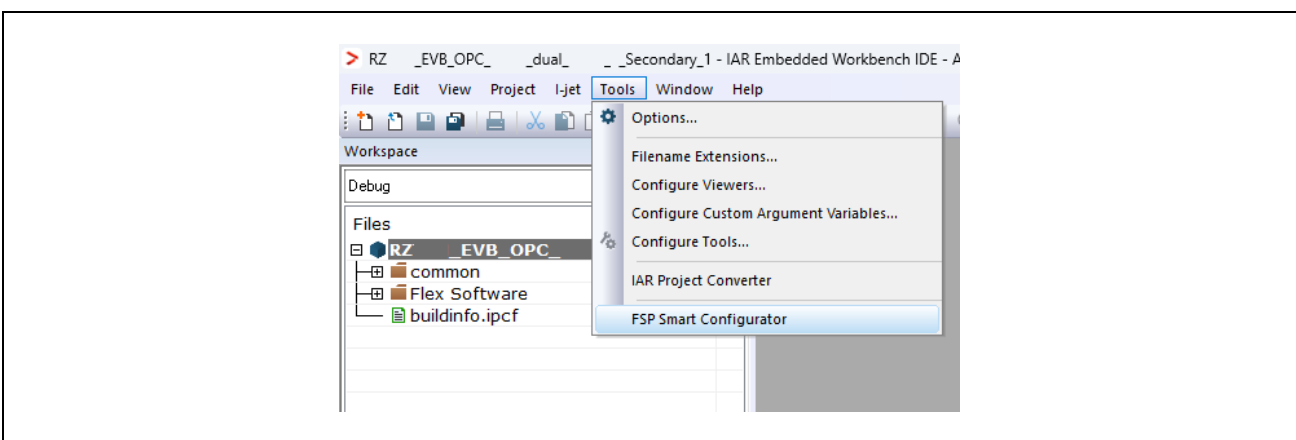 RZ _EVB_OPC_ _dual_ _ _Secondary_1 - IAR Embedded Workbench IDE - A
File Edit View Project I-jet Tools Window Help
Options...
Workspace
Filename Extensions...
Debug
Configure Viewers...
Configure Custom Argument Variables...
Files
Configure Tools...
RZ _EVB_OPC_
common
IAR Project Converter
Flex Software
buildinfo.ipcf
FSP Smart Configurator